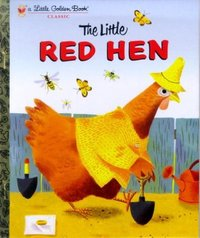 a Little Golden Book
CLASSIC
The Little
RED HEN